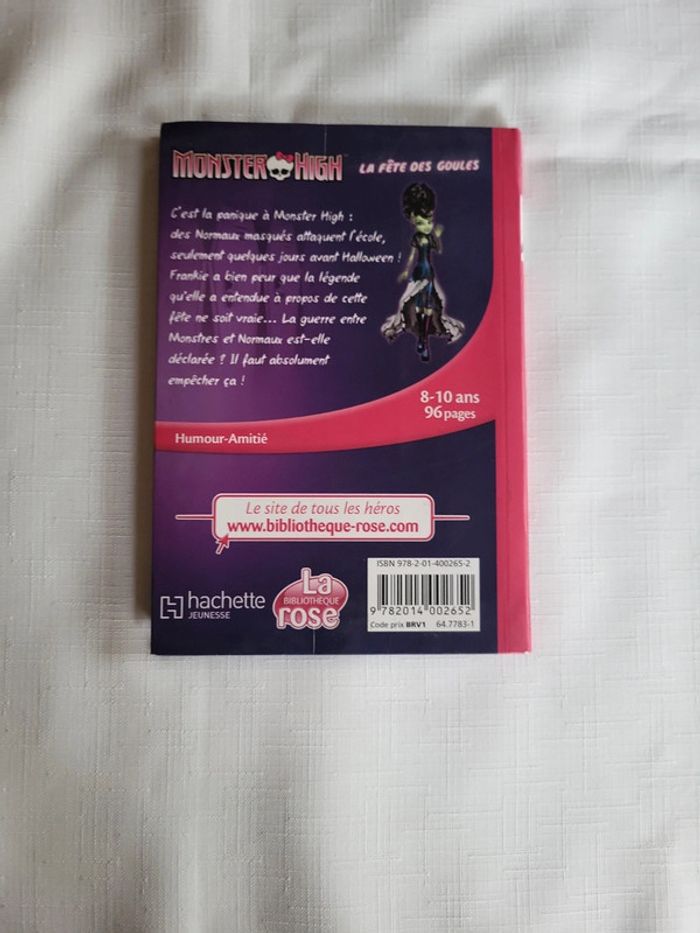 MONSTER HIGH™ LA FÊTE DES GOULES
C'est la panique à Monster High :
des Normaux masqués attaquent l'école,
seulement quelques jours avant Halloween !
Frankie a bien peur que la légende
qu'elle a entendue à propos de cette
fête ne soit vraie... La guerre entre
Monstres et Normaux est-elle
déclarée ? Il faut absolument
empêcher ça !
8-10 ans
96 pages
Humour-Amitié
Le site de tous les héros
www.bibliotheque-rose.com
hachette
JEUNESSE
La
BIBLIOTHEQUE
rose
ISBN 978-2-01-400265-2
9 782014 002652
Code prix BRV1 64.7783-1